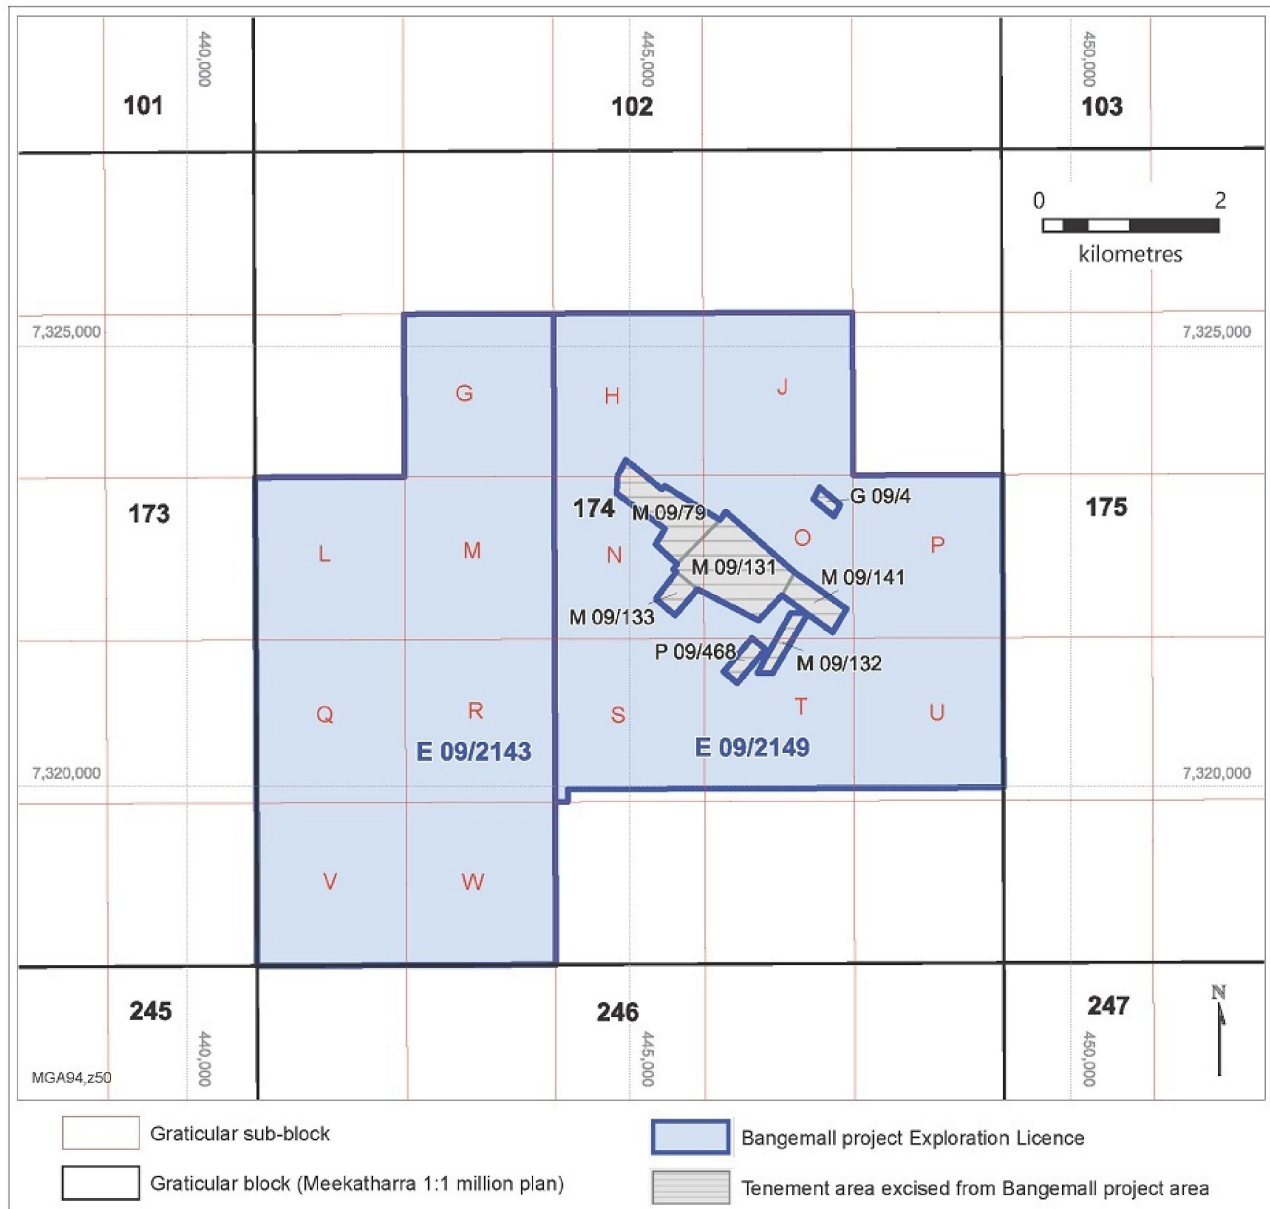 440,000
445,000
450,000
101
102
103
0
2
kilometres
7,325,000
7,325,000
G
H
J
173
174
175
G 09/4
M 09/79
O
P
L
M
N
M 09/131
M 09/141
M 09/133
P 09/468
M 09/132
Q
R
S
T
U
E 09/2143
E 09/2149
7,320,000
7,320,000
V
W
245
246
247
N
440,000
445,000
450,000
MGA94,z50
Graticular sub-block
Bangemall project Exploration Licence
Graticular block (Meekatharra 1:1 million plan)
Tenement area excised from Bangemall project area